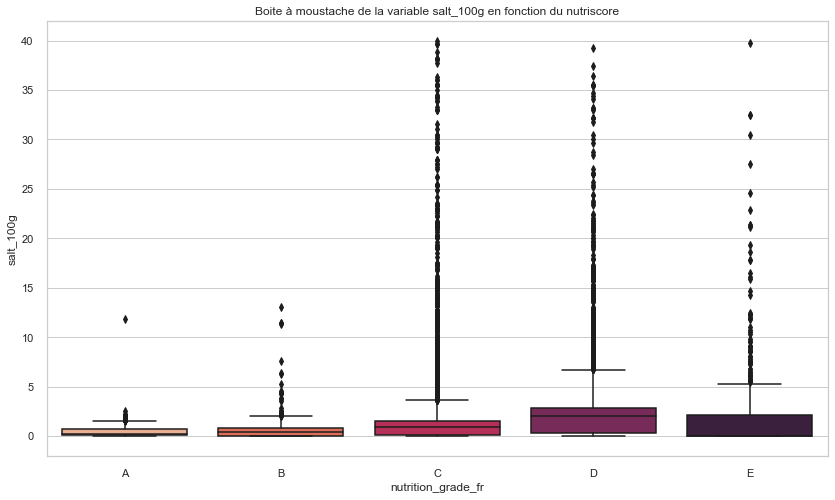 Boite à moustache de la variable salt_100g en fonction du nutriscore
40
35
30
25
20
15
10
5
0
salt_100g
A B C D E
nutrition_grade_fr